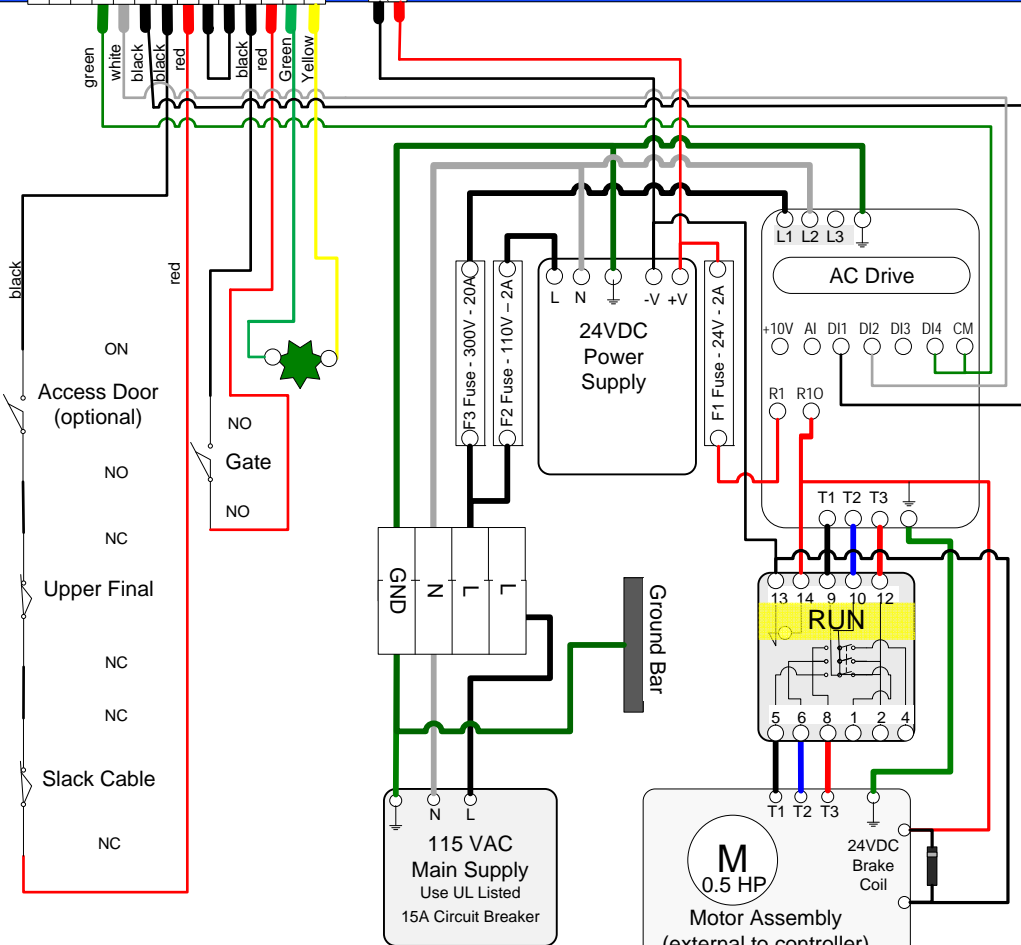 green
white
black
black
red
black
red
Green
Yellow
black
red
L1 L2 L3
AC Drive
+10V AI DI1 DI2 DI3 DI4 CM
R1 R1O
T1 T2 T3
F3 Fuse - 300V - 20A
F2 Fuse - 110V – 2A
L N -V +V
24VDC
Power
Supply
F1 Fuse - 24V - 2A
ON
Access Door
(optional)
NO
NC
Upper Final
NC
NC
Slack Cable
NC
NO
Gate
NO
GND
N
L
L
Ground Bar
13 14 9 10 12
RUN
5 6 8 1 2 4
N L
115 VAC
Main Supply
Use UL Listed
15A Circuit Breaker
T1 T2 T3
M
0.5 HP
24VDC
Brake
Coil
Motor Assembly
(external to controller)